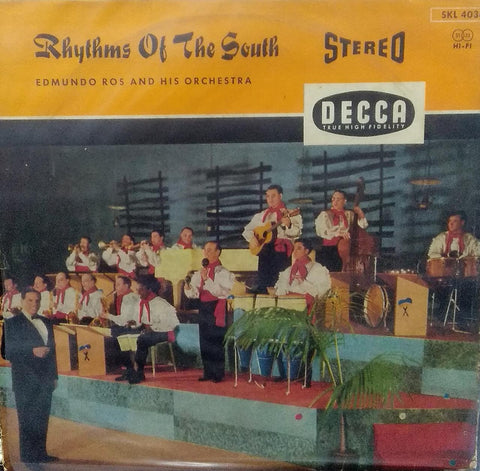 SKL 403
Rhythms Of The South
STEREO
HI-FI
EDMUNDO ROS AND HIS ORCHESTRA
DECCA
TRUE HIGH FIDELITY